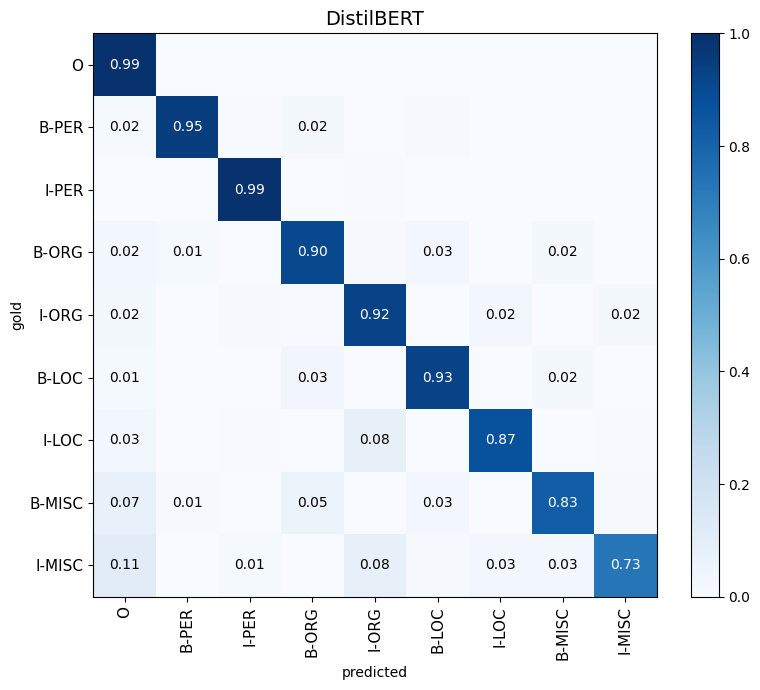 DistilBERT
O 0.99
B-PER 0.02 0.95 0.02
I-PER 0.99
B-ORG 0.02 0.01 0.90 0.03 0.02
I-ORG 0.02 0.92 0.02 0.02
B-LOC 0.01 0.03 0.93 0.02
I-LOC 0.03 0.08 0.87
B-MISC 0.07 0.01 0.05 0.03 0.83
I-MISC 0.11 0.01 0.08 0.03 0.03 0.73
gold
O B-PER I-PER B-ORG I-ORG B-LOC I-LOC B-MISC I-MISC
predicted
1.0
0.8
0.6
0.4
0.2
0.0